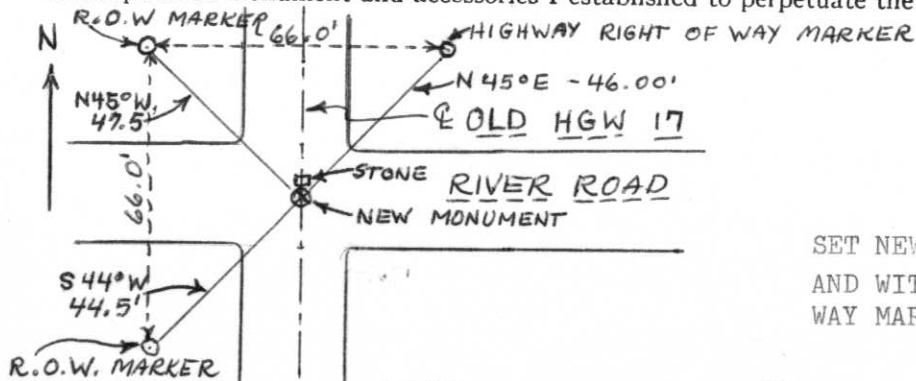 R.O.W MARKER
N
66.0'
HIGHWAY RIGHT OF WAY MARKER
N45°W
47.5'
N45°E - 46.00'
℄ OLD HGW 17
66.0'
STONE
RIVER ROAD
NEW MONUMENT
S44°W
44.5'
R.O.W. MARKER
SET NEW
AND WIT
WAY MAR